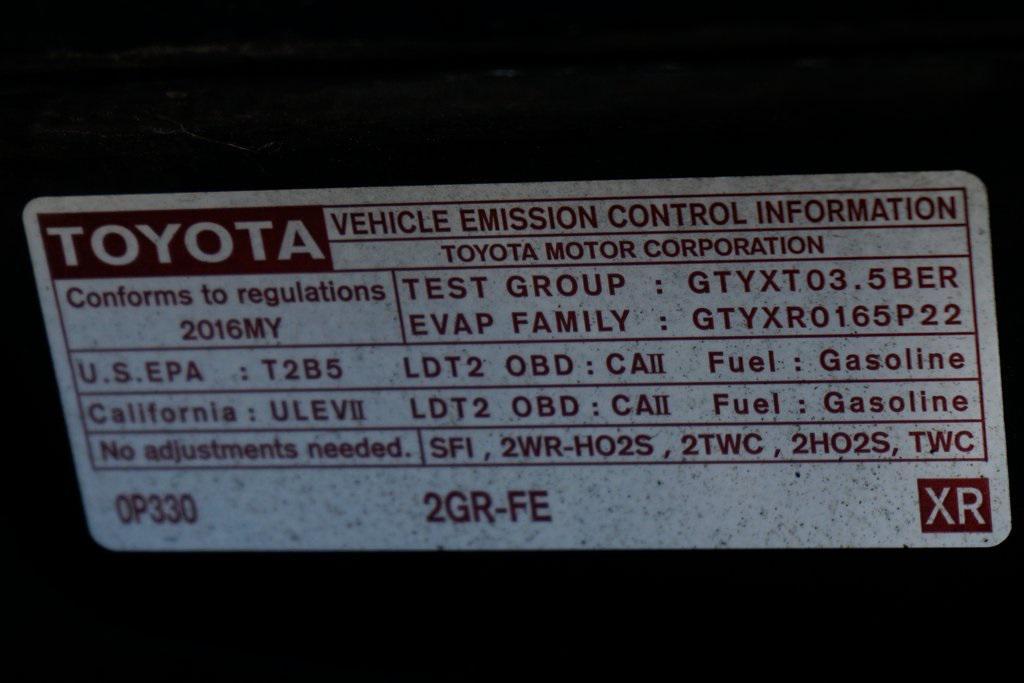 TOYOTA VEHICLE EMISSION CONTROL INFORMATION
TOYOTA MOTOR CORPORATION
Conforms to regulations
2016MY
TEST GROUP : GTYXT03.5BER
EVAP FAMILY : GTYXR0165P22
U.S.EPA : T2B5 LDT2 OBD : CAII Fuel : Gasoline
California : ULEVII LDT2 OBD : CAII Fuel : Gasoline
No adjustments needed. SFI , 2WR-HO2S , 2TWC , 2HO2S, TWC
0P330 2GR-FE XR